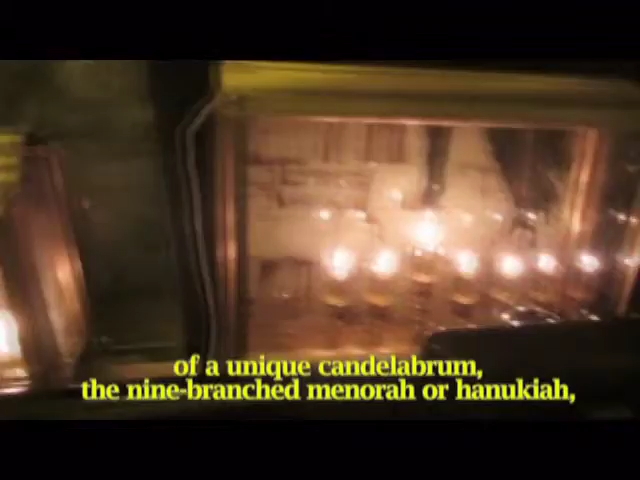 of a unique candelabrum,
the nine-branched menorah or hanukiah,